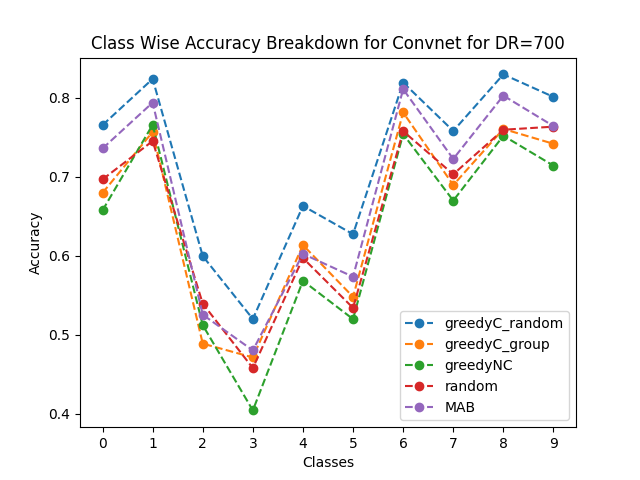 Class Wise Accuracy Breakdown for Convnet for DR=700
0.8
0.7
0.6
0.5
0.4
Accuracy
greedyC_random
greedyC_group
greedyNC
random
MAB
0 1 2 3 4 5 6 7 8 9
Classes